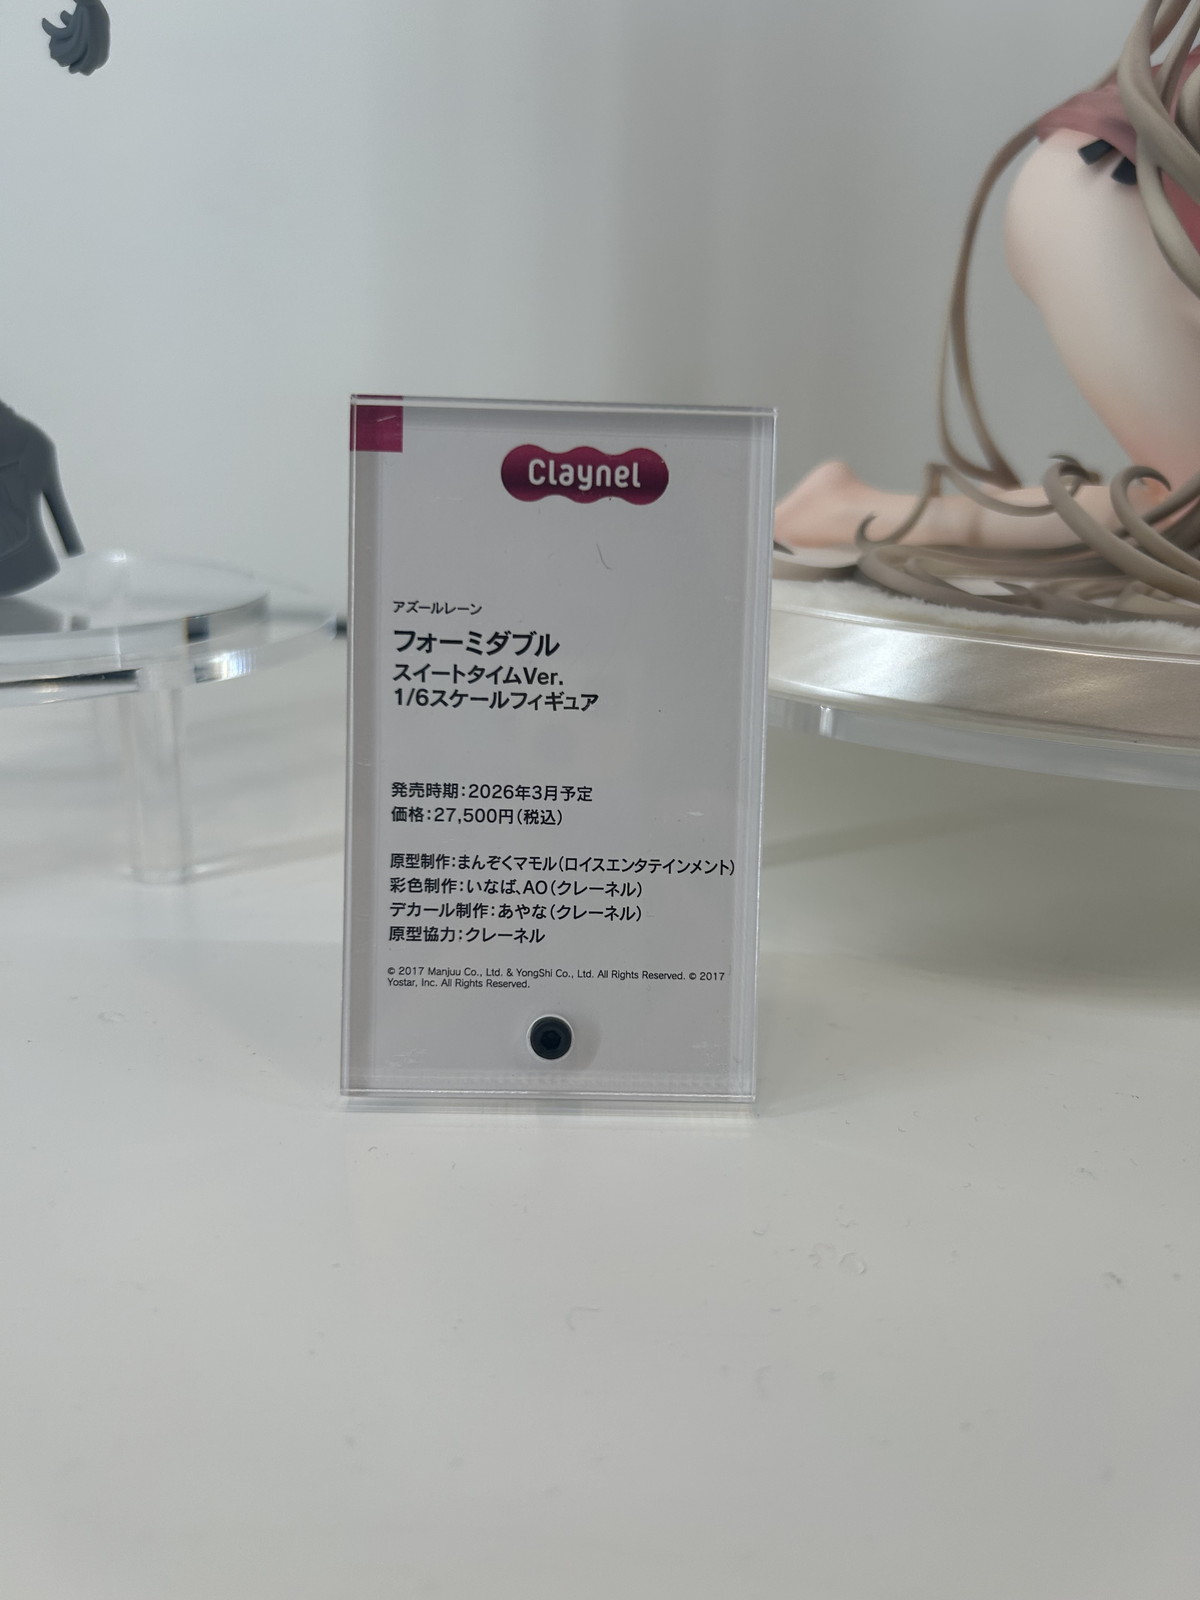 Claynel
アズールレーン
フォーミダブル
スイートタイムVer.
1/6スケールフィギュア
発売時期：2026年3月予定
価格：27,500円（税込）
原型制作：まんぞくマモル（ロイスエンタテインメント）
彩色制作：いなば、AO（クレーネル）
デカール制作：あやな（クレーネル）
原型協力：クレーネル
© 2017 Manjuu Co., Ltd. & YongShi Co., Ltd. All Rights Reserved. © 2017
Yostar, Inc. All Rights Reserved.